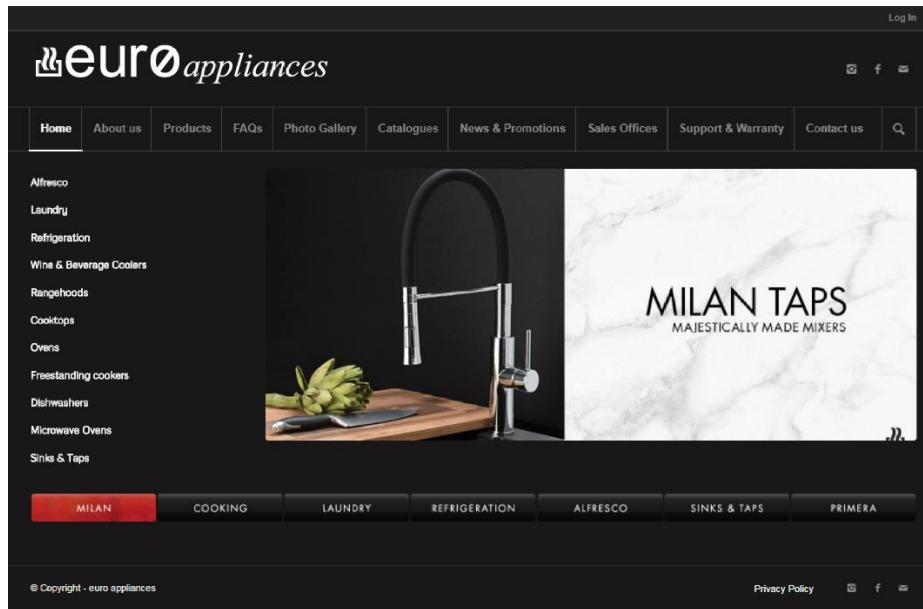 Log In
eurø appliances
Home About us Products FAQs Photo Gallery Catalogues News & Promotions Sales Offices Support & Warranty Contact us
Alfresco
Laundry
Refrigeration
Wine & Beverage Coolers
Rangehoods
Cooktops
Ovens
Freestanding cookers
Dishwashers
Microwave Ovens
Sinks & Taps
MILAN TAPS
MAJESTICALLY MADE MIXERS
MILAN COOKING LAUNDRY REFRIGERATION ALFRESCO SINKS & TAPS PRIMERA
© Copyright - euro appliances Privacy Policy